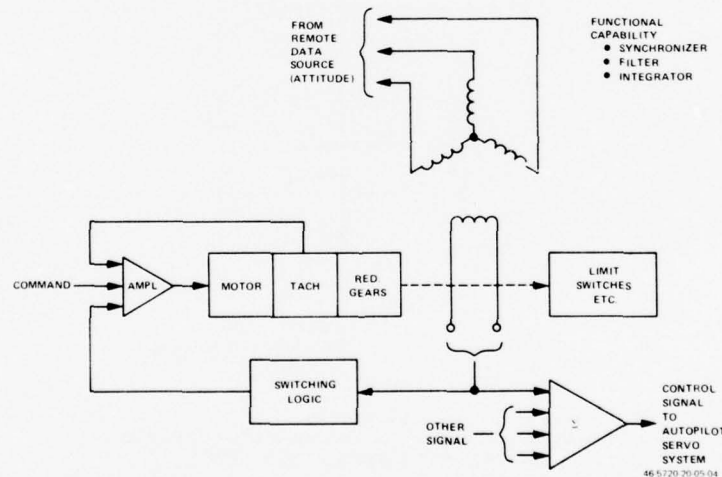 FROM
REMOTE
DATA
SOURCE
(ATTITUDE)
FUNCTIONAL
CAPABILITY
• SYNCHRONIZER
• FILTER
• INTEGRATOR
COMMAND
AMPL
MOTOR
TACH
RED.
GEARS
LIMIT
SWITCHES
ETC.
SWITCHING
LOGIC
OTHER
SIGNAL
Σ
CONTROL
SIGNAL
TO
AUTOPILOT
SERVO
SYSTEM
46-5720-20-05-04